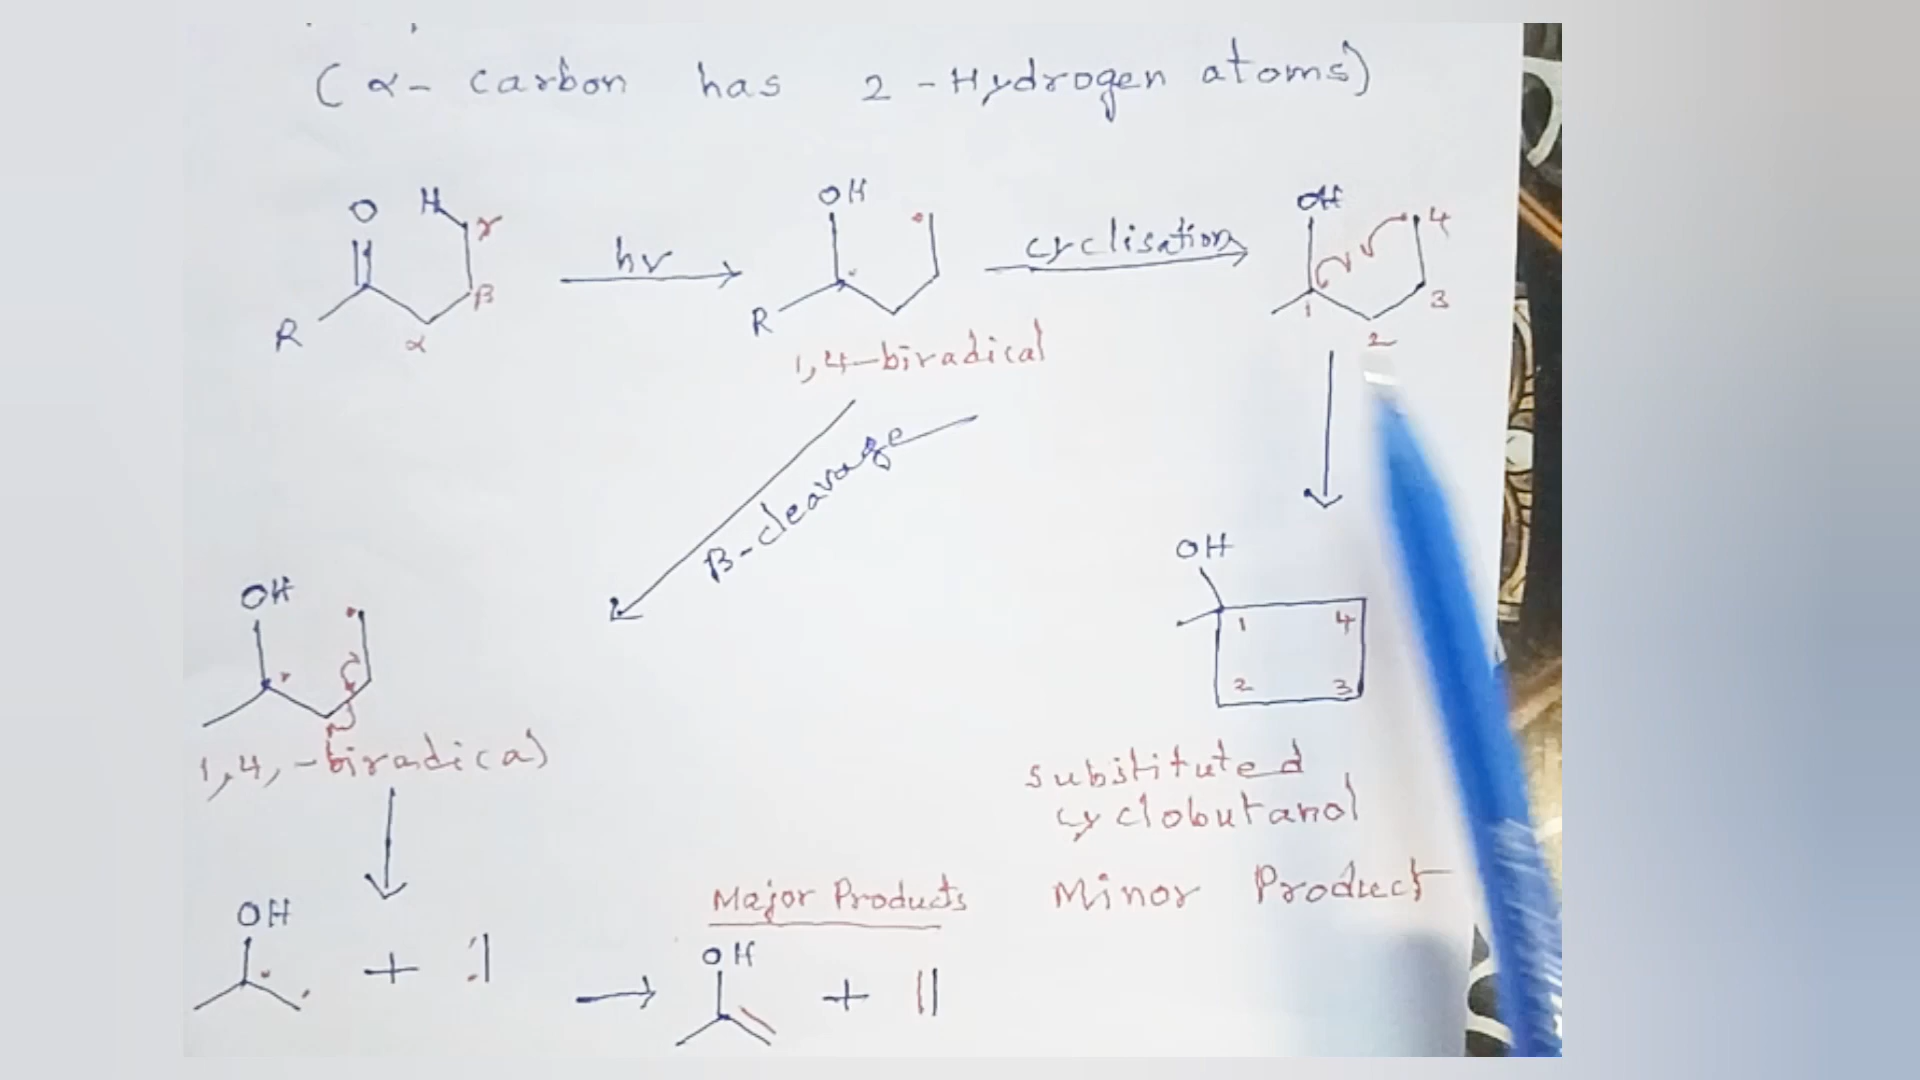 (α- carbon has 2-Hydrogen atoms)
O H γ
R α β
hν
OH
R
1,4-biradical
cyclisation
OH 4
1 2 3
β-cleavage
OH
1 4
2 3
substituted
cyclobutanol
Minor Product
OH
1,4,-biradical
OH
+
Major Products
OH
+